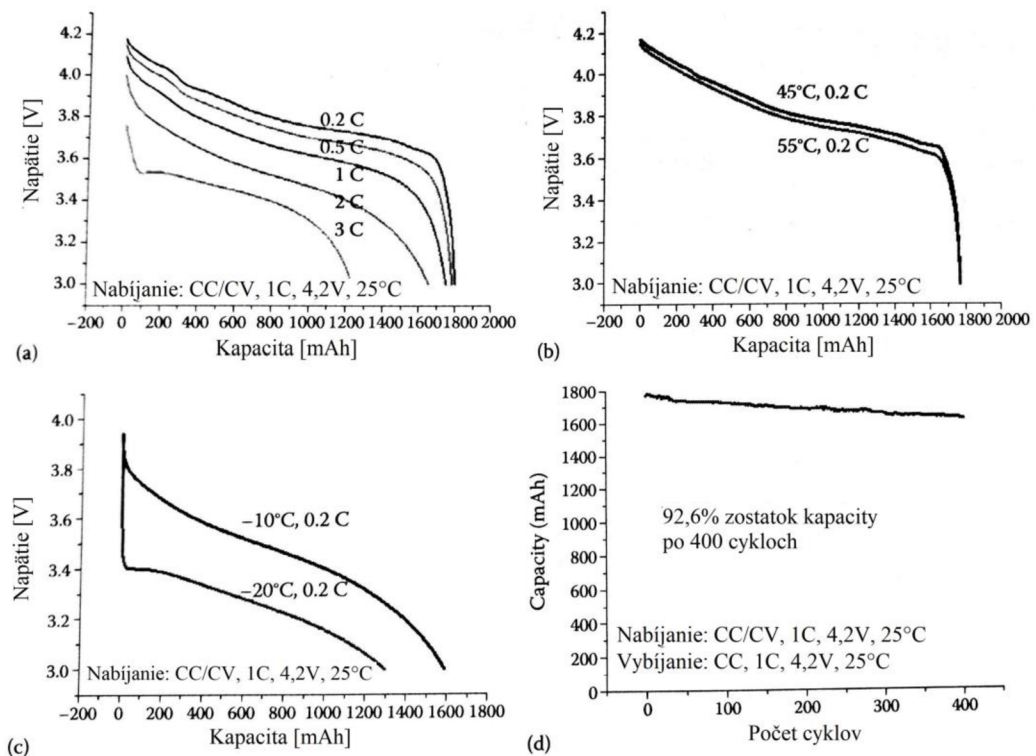 4.2
4.0
3.8
3.6
3.4
3.2
3.0
Napätie [V]
0.2 C
0.5 C
1 C
2 C
3 C
Nabíjanie: CC/CV, 1C, 4,2V, 25°C
−200 0 200 400 600 800 1000 1200 1400 1600 1800 2000
Kapacita [mAh]
(a)
4.2
4.0
3.8
3.6
3.4
3.2
3.0
Napätie [V]
45°C, 0.2 C
55°C, 0.2 C
Nabíjanie: CC/CV, 1C, 4,2V, 25°C
−200 0 200 400 600 800 1000 1200 1400 1600 1800 2000
Kapacita [mAh]
(b)
4.0
3.8
3.6
3.4
3.2
3.0
Napätie [V]
−10°C, 0.2 C
−20°C, 0.2 C
Nabíjanie: CC/CV, 1C, 4,2V, 25°C
−200 0 200 400 600 800 1000 1200 1400 1600 1800
Kapacita [mAh]
(c)
1800
1600
1400
1200
1000
1800
600
400
200
0
Capacity (mAh)
92,6% zostatok kapacity
po 400 cykloch
Nabíjanie: CC/CV, 1C, 4,2V, 25°C
Vybíjanie: CC, 1C, 4,2V, 25°C
0 100 200 300 400
Počet cyklov
(d)